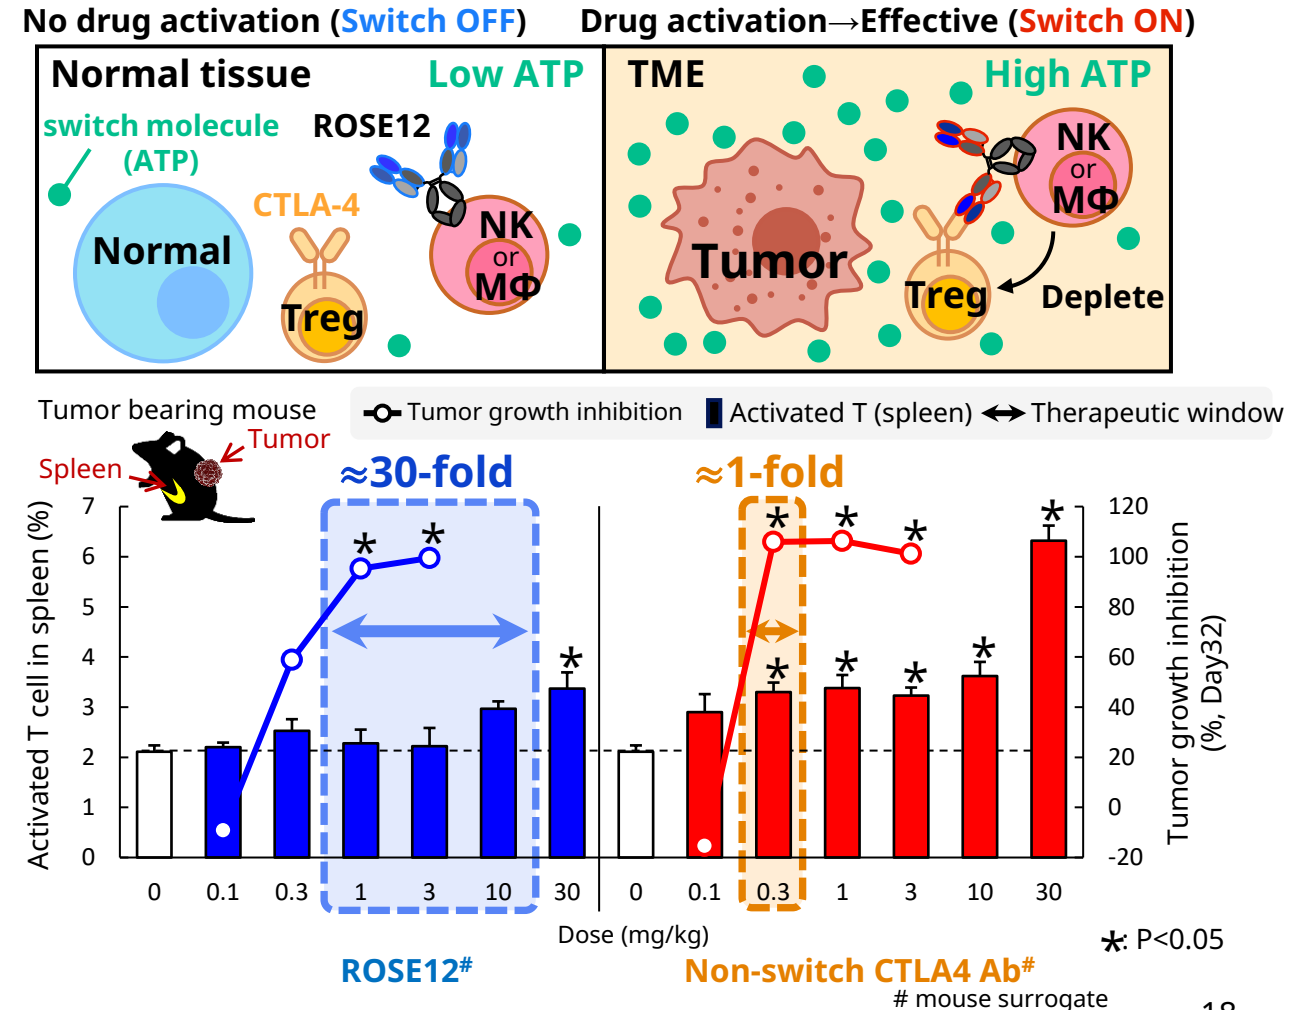 No drug activation (Switch OFF)
Drug activation→Effective (Switch ON)
Normal tissue
Low ATP
switch molecule
(ATP)
ROSE12
CTLA-4
Normal
Treg
NK
or
MΦ
TME
High ATP
Tumor
NK
or
MΦ
Treg
Deplete
Tumor bearing mouse
Tumor
Spleen
Tumor growth inhibition
Activated T (spleen)
Therapeutic window
≈30-fold
≈1-fold
Activated T cell in spleen (%)
7
6
5
4
3
2
1
0
* * *
* * *
* * * * *
120
100
80
60
40
20
0
-20
Tumor growth inhibition
(%, Day32)
0 0.1 0.3 1 3 10 30
0 0.1 0.3 1 3 10 30
Dose (mg/kg)
*: P<0.05
ROSE12#
Non-switch CTLA4 Ab#
# mouse surrogate